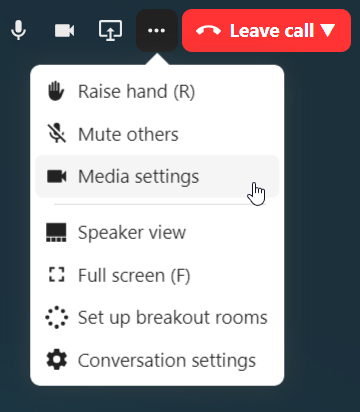 Leave call ▼
Raise hand (R)
Mute others
Media settings
Speaker view
Full screen (F)
Set up breakout rooms
Conversation settings